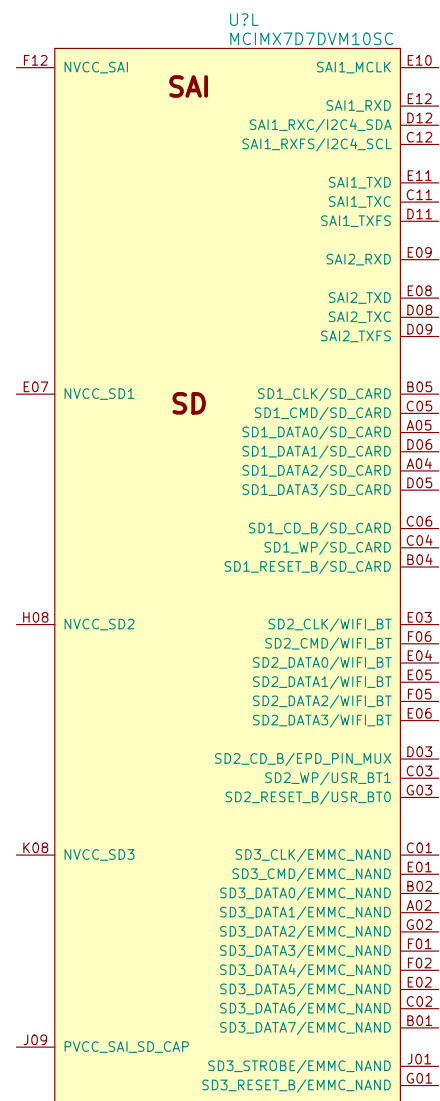 U?L
MCIMX7D7DVM10SC
F12 NVCC_SAI SAI1_MCLK E10
SAI
SAI1_RXD E12
SAI1_RXC/I2C4_SDA D12
SAI1_RXFS/I2C4_SCL C12
SAI1_TXD E11
SAI1_TXC C11
SAI1_TXFS D11
SAI2_RXD E09
SAI2_TXD E08
SAI2_TXC D08
SAI2_TXFS D09
E07 NVCC_SD1 SD1_CLK/SD_CARD B05
SD
SD1_CMD/SD_CARD C05
SD1_DATA0/SD_CARD A05
SD1_DATA1/SD_CARD D06
SD1_DATA2/SD_CARD A04
SD1_DATA3/SD_CARD D05
SD1_CD_B/SD_CARD C06
SD1_WP/SD_CARD C04
SD1_RESET_B/SD_CARD B04
H08 NVCC_SD2 SD2_CLK/WIFI_BT E03
SD2_CMD/WIFI_BT F06
SD2_DATA0/WIFI_BT E04
SD2_DATA1/WIFI_BT E05
SD2_DATA2/WIFI_BT F05
SD2_DATA3/WIFI_BT E06
SD2_CD_B/EPD_PIN_MUX D03
SD2_WP/USR_BT1 C03
SD2_RESET_B/USR_BT0 G03
K08 NVCC_SD3 SD3_CLK/EMMC_NAND C01
SD3_CMD/EMMC_NAND E01
SD3_DATA0/EMMC_NAND B02
SD3_DATA1/EMMC_NAND A02
SD3_DATA2/EMMC_NAND G02
SD3_DATA3/EMMC_NAND F01
SD3_DATA4/EMMC_NAND F02
SD3_DATA5/EMMC_NAND E02
SD3_DATA6/EMMC_NAND C02
SD3_DATA7/EMMC_NAND B01
J09 PVCC_SAI_SD_CAP
SD3_STROBE/EMMC_NAND J01
SD3_RESET_B/EMMC_NAND G01